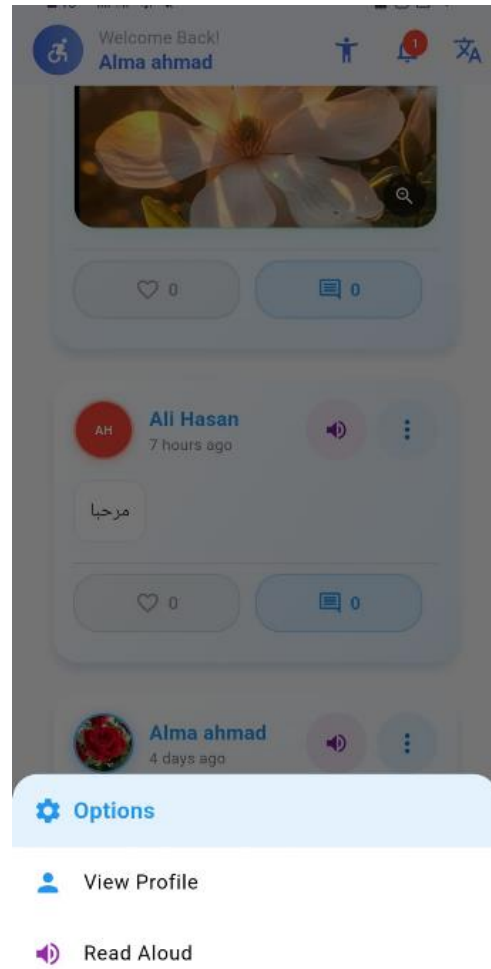 Welcome Back!
Alma ahmad
1
0 0
AH
Ali Hasan
7 hours ago
مرحبا
0 0
Alma ahmad
4 days ago
Options
View Profile
Read Aloud